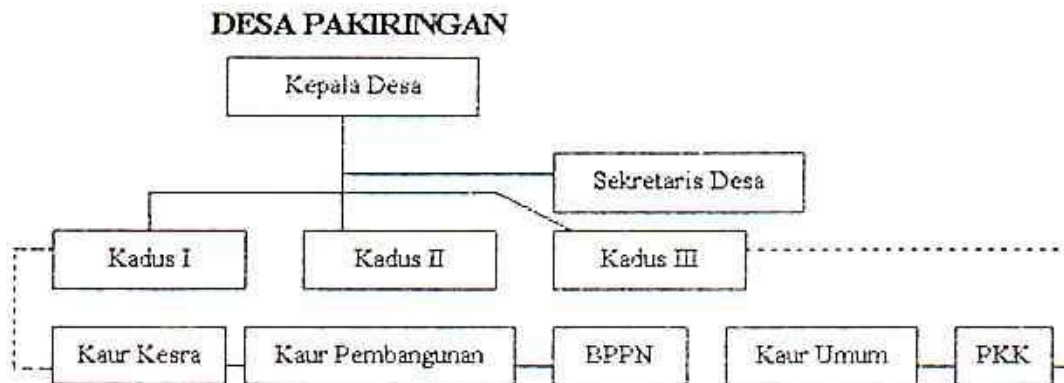 DESA PAKIRINGAN
Kepala Desa
Sekretaris Desa
Kadus I
Kadus II
Kadus III
Kaur Kesra
Kaur Pembangunan
BPPN
Kaur Umum
PKK